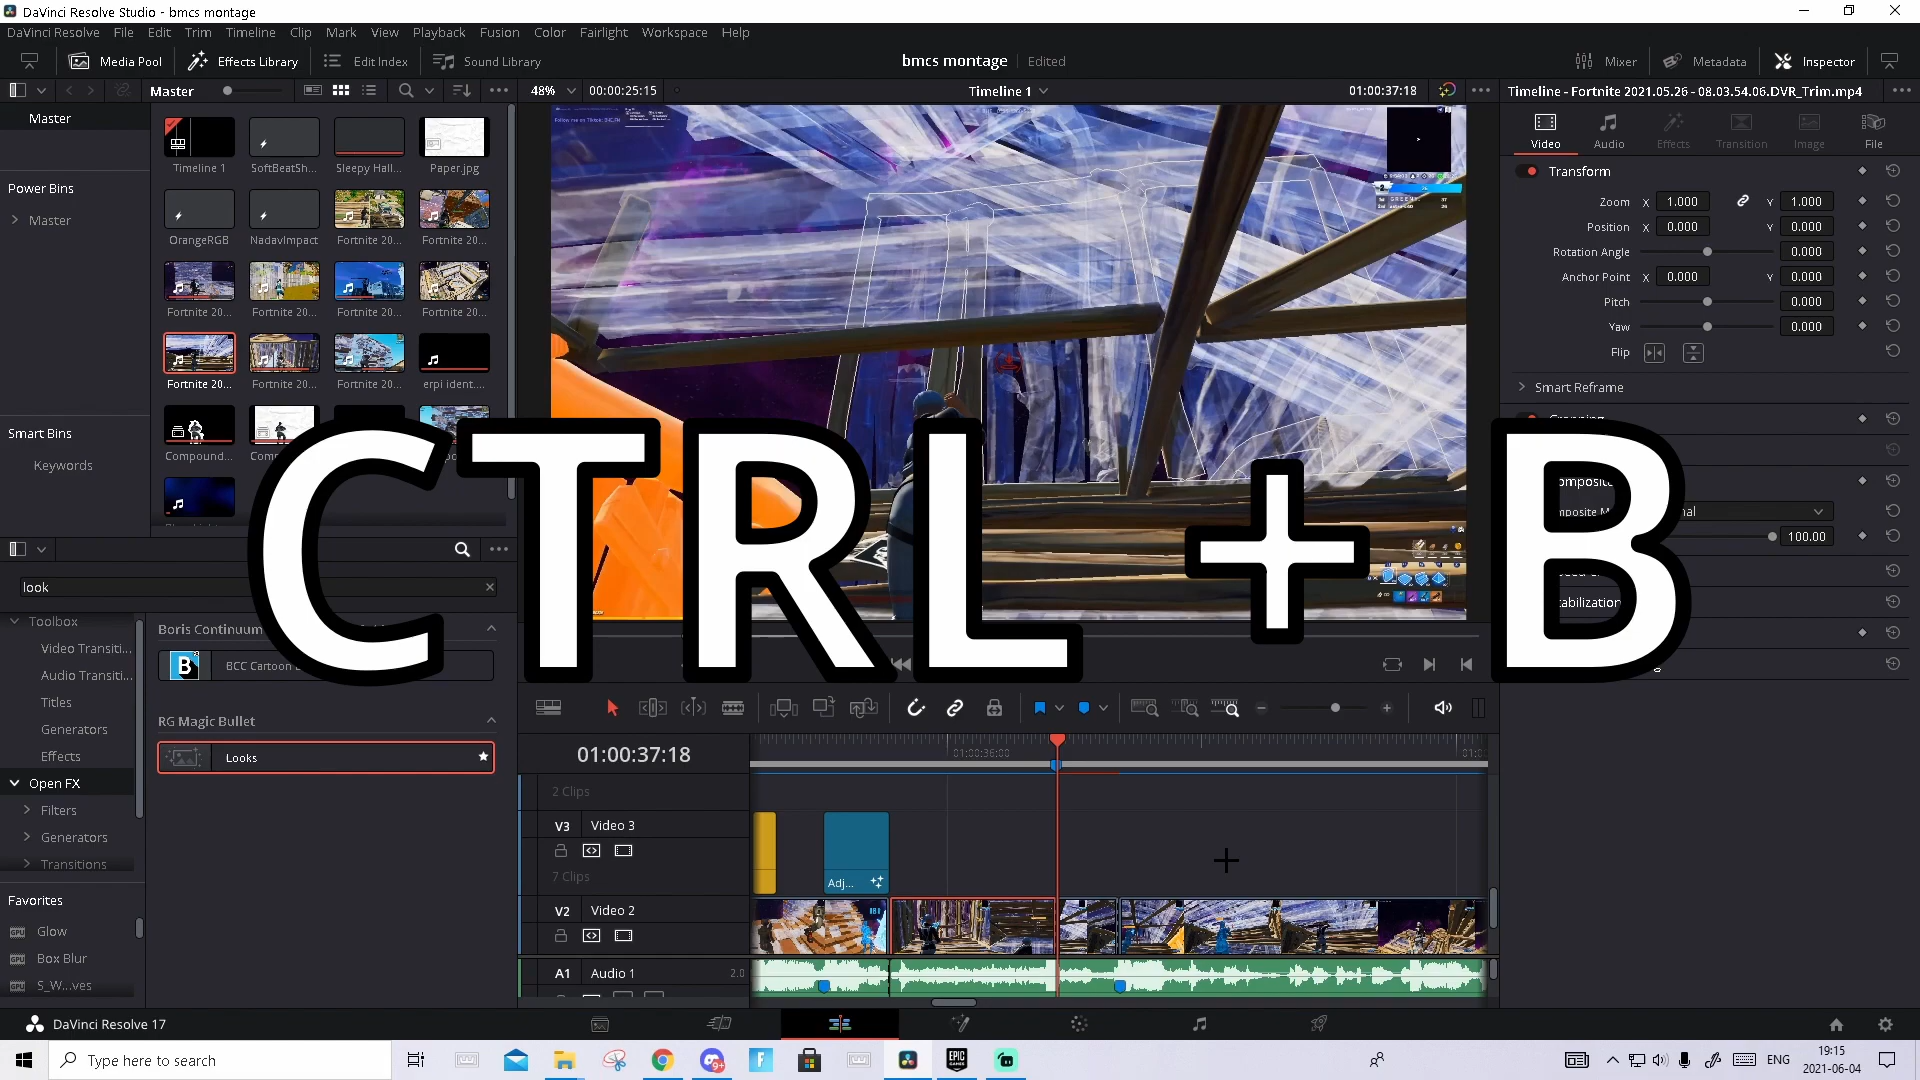 DaVinci Resolve Studio - bmcs montage
DaVinci Resolve File Edit Trim Timeline Clip Mark View Playback Fusion Color Fairlight Workspace Help
Media Pool Effects Library Edit Index Sound Library
bmcs montage Edited
Mixer Metadata Inspector
Master
48% 00:00:25:15 Timeline 1 01:00:37:18
Timeline - Fortnite 2021.05.26 - 08.03.54.06.DVR_Trim.mp4
Master
Power Bins
Master
Smart Bins
Keywords
Timeline 1 SoftBeatSh... Sleepy Hall... Paper.jpg
OrangeRGB NadavImpact Fortnite 20... Fortnite 20...
Fortnite 20... Fortnite 20... Fortnite 20... Fortnite 20...
Fortnite 20... Fortnite 20... Fortnite 20... erpi ident....
Compound...
Video Audio Effects Transition Image File
Transform
Zoom X 1.000 Y 1.000
Position X 0.000 Y 0.000
Rotation Angle 0.000
Anchor Point X 0.000 Y 0.000
Pitch 0.000
Yaw 0.000
Flip
Smart Reframe
100.00
CTRL + B
look
Toolbox
Video Transiti...
Audio Transiti...
Titles
Generators
Effects
Open FX
Filters
Generators
Transitions
Favorites
Glow
Box Blur
S_W...ves
Boris Continuum
BCC Cartoon
RG Magic Bullet
Looks
01:00:37:18
01:00:36:00
2 Clips
V3 Video 3
7 Clips
Adj...
V2 Video 2
A1 Audio 1 2.0
DaVinci Resolve 17
Type here to search
ENG
19:15
2021-06-04